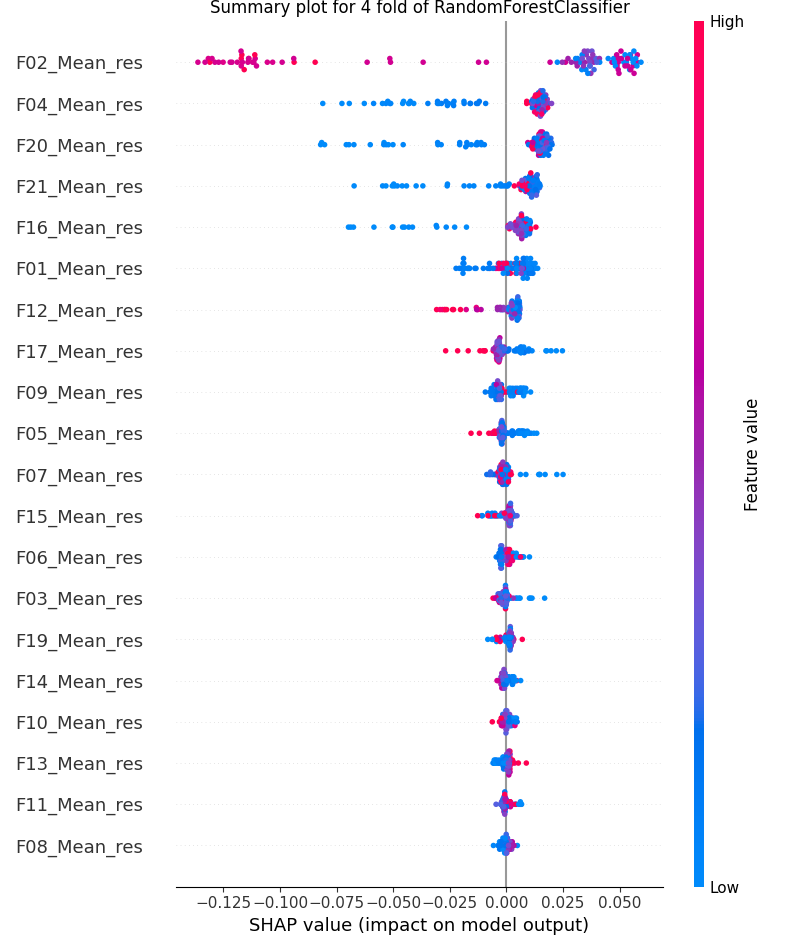 Summary plot for 4 fold of RandomForestClassifier
High
F02_Mean_res
F04_Mean_res
F20_Mean_res
F21_Mean_res
F16_Mean_res
F01_Mean_res
F12_Mean_res
F17_Mean_res
F09_Mean_res
F05_Mean_res
F07_Mean_res
F15_Mean_res
F06_Mean_res
F03_Mean_res
F19_Mean_res
F14_Mean_res
F10_Mean_res
F13_Mean_res
F11_Mean_res
F08_Mean_res
Feature value
Low
−0.125 −0.100 −0.075 −0.050 −0.025 0.000 0.025 0.050
SHAP value (impact on model output)